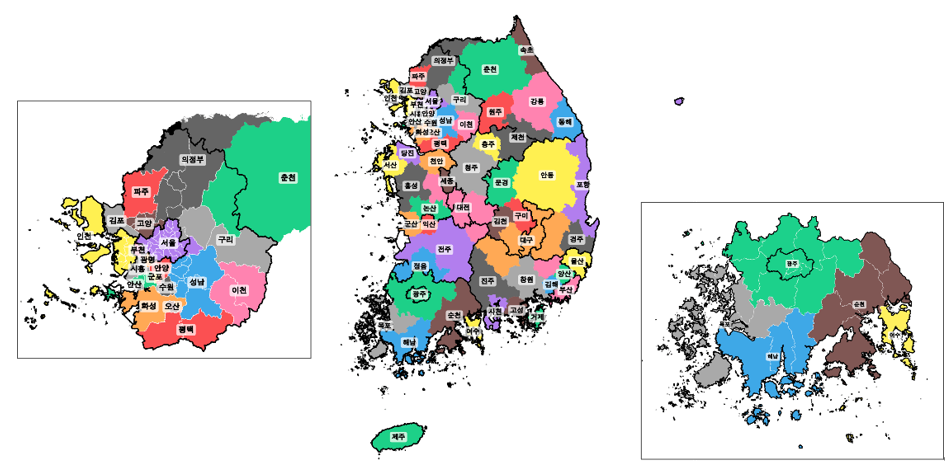 의정부
춘천
파주
김포
고양
인천
서울
구리
부천
광명
시흥
안양
군포
안산
수원
성남
이천
화성
오산
평택
속초
의정부
춘천
파주
김포
고양
인천
서울
구리
강릉
부천
원주
안양
안산
수원
성남
이천
동해
화성
평택
제천
충주
당진
서산
천안
청주
안동
문경
세종
포항
홍성
논산
대전
군산
익산
김천
구미
대구
경주
전주
울산
정읍
양산
진주
창원
김해
부산
광주
사천
고성
거제
순천
목포
여수
해남
제주
광주
순천
목포
여수
해남